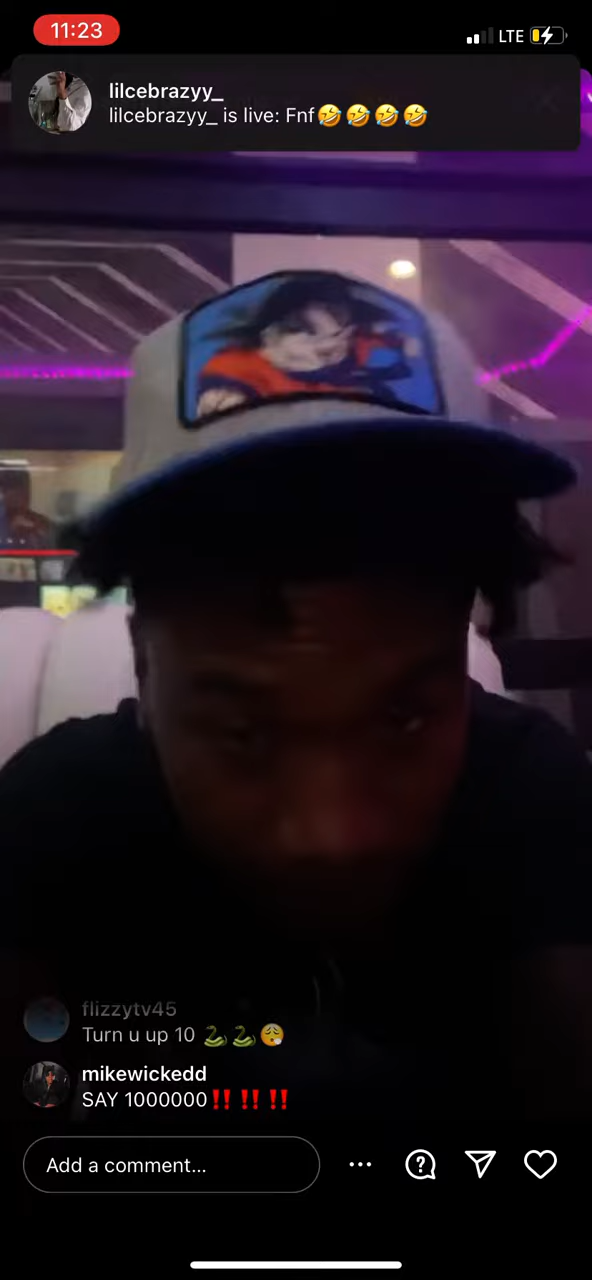 11:23
LTE
lilcebrazyy_
lilcebrazyy_ is live: Fnf🤣🤣🤣🤣
flizzytv45
Turn u up 10 🐍🐍😮‍💨
mikewickedd
SAY 1000000‼️‼️‼️
Add a comment...